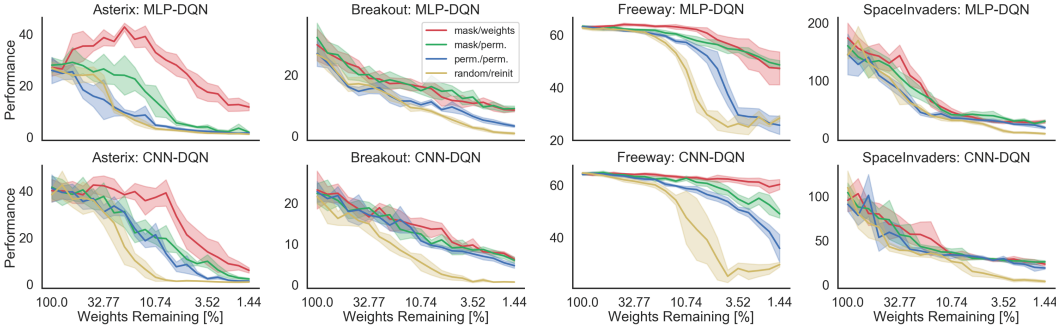 Asterix: MLP-DQN
Breakout: MLP-DQN
Freeway: MLP-DQN
SpaceInvaders: MLP-DQN
Performance
40
20
0
20
0
mask/weights
mask/perm.
perm./perm.
random/reinit
80
60
40
20
200
100
0
Asterix: CNN-DQN
Breakout: CNN-DQN
Freeway: CNN-DQN
SpaceInvaders: CNN-DQN
Performance
40
20
0
20
10
0
60
40
100
50
0
100.0 32.77 10.74 3.52 1.44
100.0 32.77 10.74 3.52 1.44
100.0 32.77 10.74 3.52 1.44
100.0 32.77 10.74 3.52 1.44
Weights Remaining [%]
Weights Remaining [%]
Weights Remaining [%]
Weights Remaining [%]